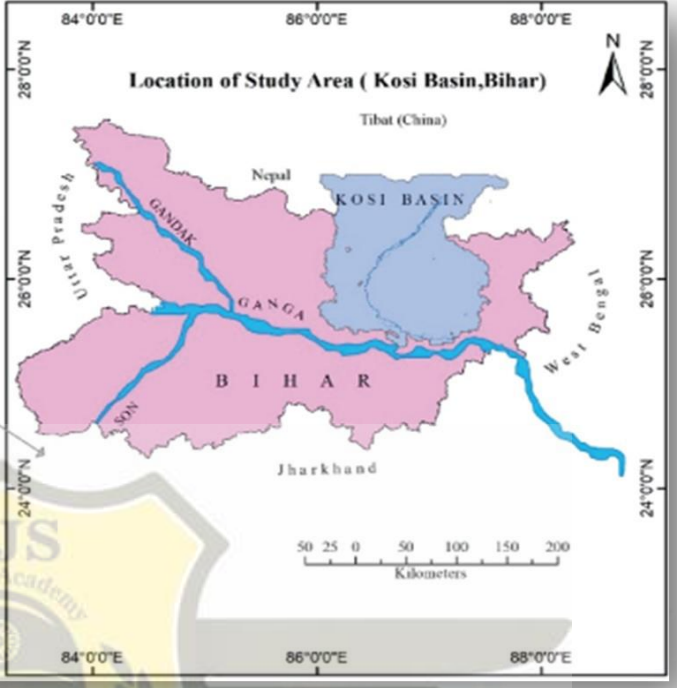 84°0'0"E 86°0'0"E 88°0'0"E
N
28°0'0"N
28°0'0"N
Location of Study Area ( Kosi Basin,Bihar)
Tibat (China)
Nepal
KOSI BASIN
Uttar Pradesh
GANDAK
26°0'0"N
26°0'0"N
GANGA
West Bengal
BIHAR
SON
Jharkhand
24°0'0"N
24°0'0"N
JS
Academy
50 25 0 50 100 150 200
Kilometers
84°0'0"E 86°0'0"E 88°0'0"E